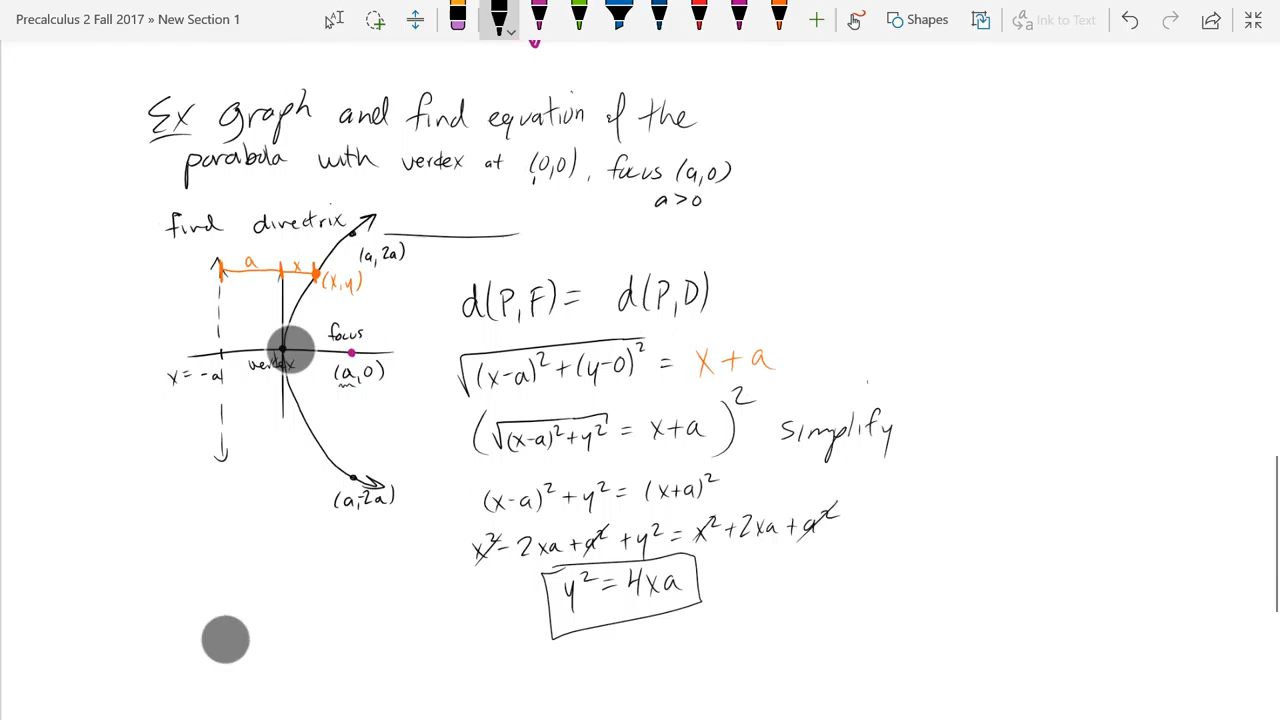 Precalculus 2 Fall 2017 » New Section 1
Shapes
Ink to Text
Ex graph and find equation of the
parabola with vertex at (0,0), focus (a,0)
a>0
find directrix
(a, 2a)
a
x
(x,y)
focus
vertex
x = -a
(a,0)
(a,-2a)
d(P,F) = d(P,D)
√(x-a)²+(y-0)² = x+a
(√(x-a)²+y² = x+a)² simplify
(x-a)²+y² = (x+a)²
x²-2xa+a²+y² = x²+2xa+a²
y² = 4xa